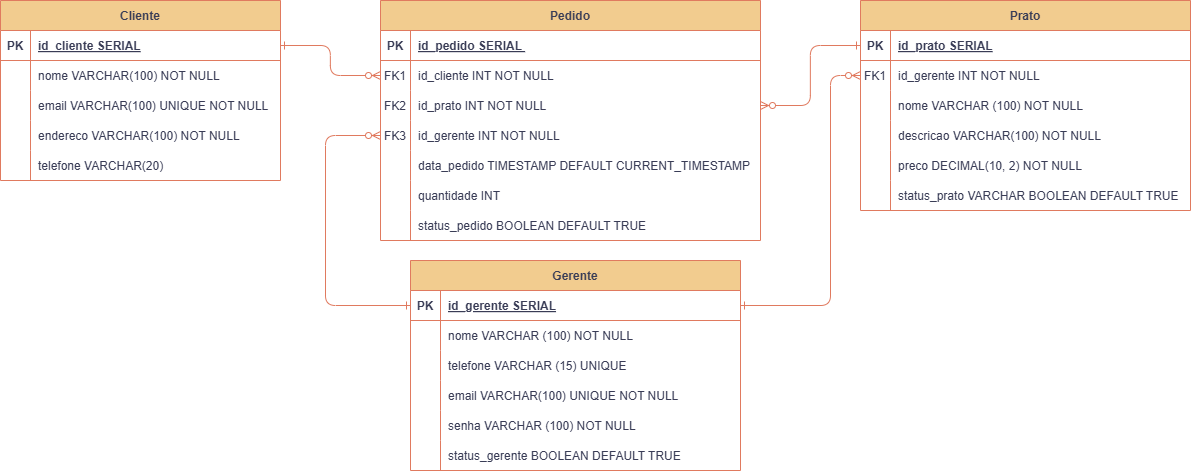 Cliente
PK id_cliente SERIAL
nome VARCHAR(100) NOT NULL
email VARCHAR(100) UNIQUE NOT NULL
endereco VARCHAR(100) NOT NULL
telefone VARCHAR(20)
Pedido
PK id_pedido SERIAL
FK1 id_cliente INT NOT NULL
FK2 id_prato INT NOT NULL
FK3 id_gerente INT NOT NULL
data_pedido TIMESTAMP DEFAULT CURRENT_TIMESTAMP
quantidade INT
status_pedido BOOLEAN DEFAULT TRUE
Prato
PK id_prato SERIAL
FK1 id_gerente INT NOT NULL
nome VARCHAR (100) NOT NULL
descricao VARCHAR(100) NOT NULL
preco DECIMAL(10, 2) NOT NULL
status_prato VARCHAR BOOLEAN DEFAULT TRUE
Gerente
PK id_gerente SERIAL
nome VARCHAR (100) NOT NULL
telefone VARCHAR (15) UNIQUE
email VARCHAR(100) UNIQUE NOT NULL
senha VARCHAR (100) NOT NULL
status_gerente BOOLEAN DEFAULT TRUE